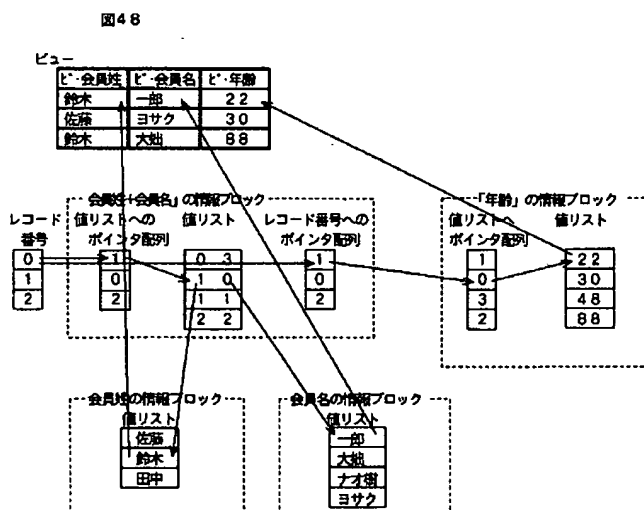 図48
ビュー
ビ・会員姓 ビ・会員名 ビ・年齢
鈴木 一郎 22
佐藤 ヨサク 30
鈴木 大蚰 88
会員姓+会員名」の情報ブロック
「年齢」の情報ブロック
レコード番号
値リストへのポインタ配列
値リスト
レコード番号へのポインタ配列
値リストへポインタ配列
値リスト
0 1 0 3 1 1 22
1 0 1 0 0 0 30
2 2 1 1 2 3 48
2 2 2 88
会員姓の情報ブロック
会員名の情報ブロック
値リスト
値リスト
佐藤 一郎
鈴木 大蚰
田中 ナオ樹
ヨサク